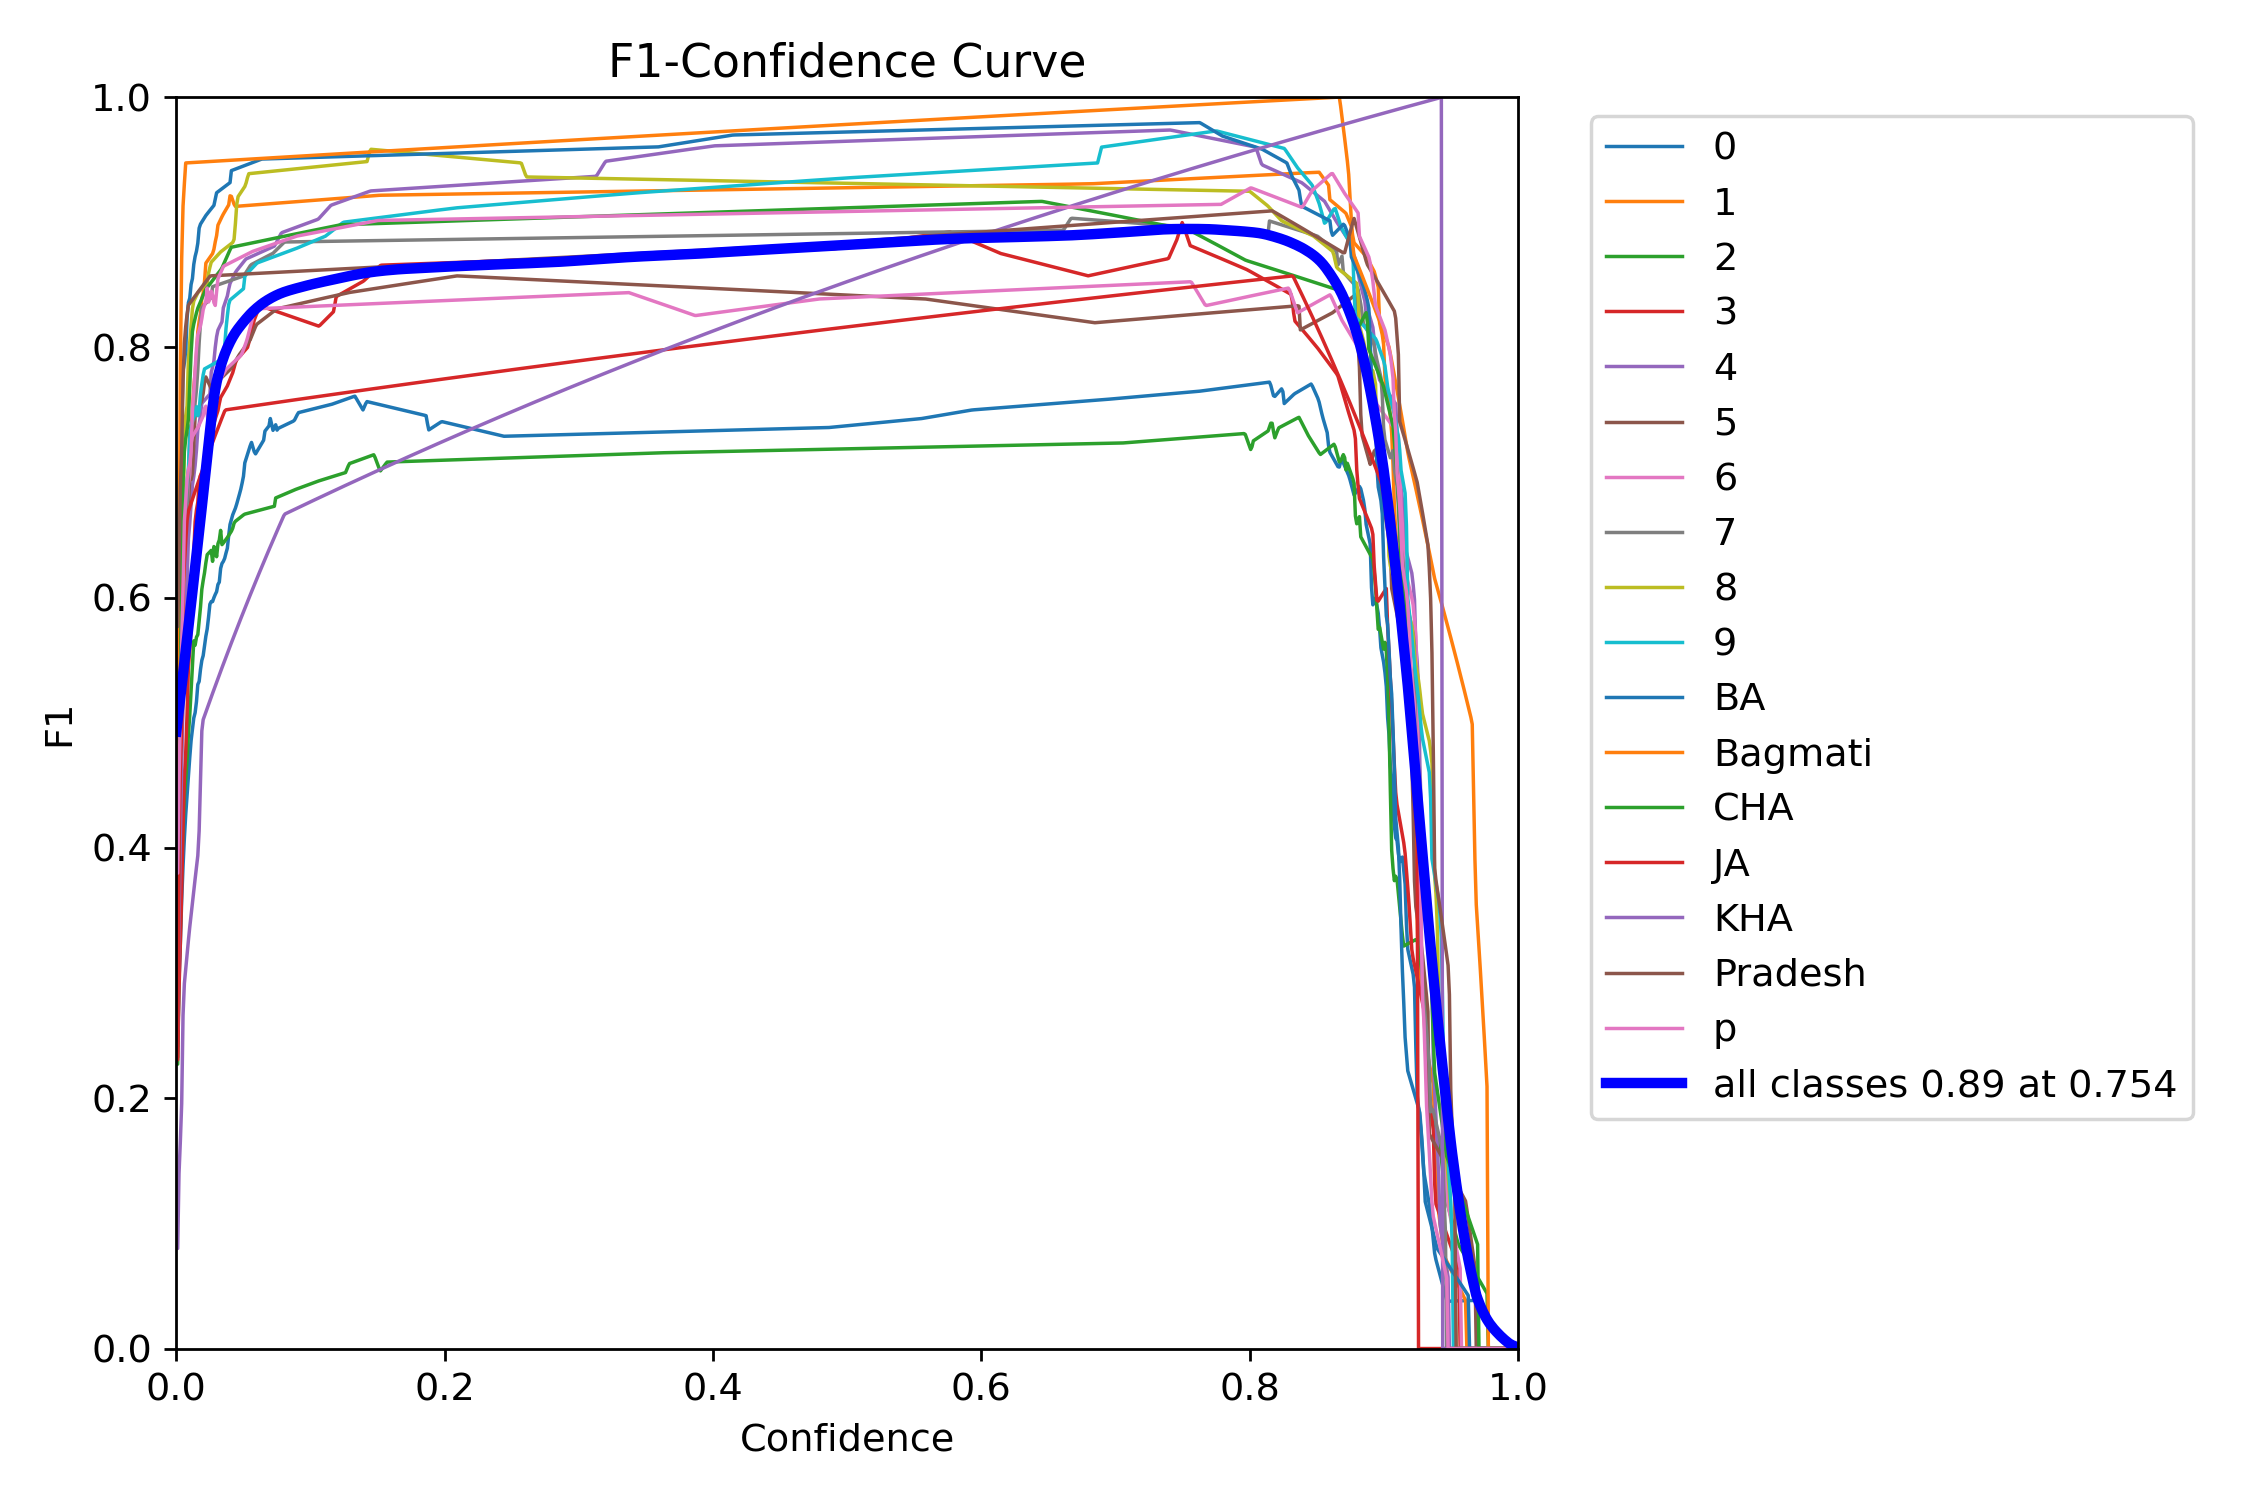 F1-Confidence Curve
1.0
0.8
0.6
0.4
0.2
0.0
F1
0.0 0.2 0.4 0.6 0.8 1.0
Confidence
0
1
2
3
4
5
6
7
8
9
BA
Bagmati
CHA
JA
KHA
Pradesh
p
all classes 0.89 at 0.754